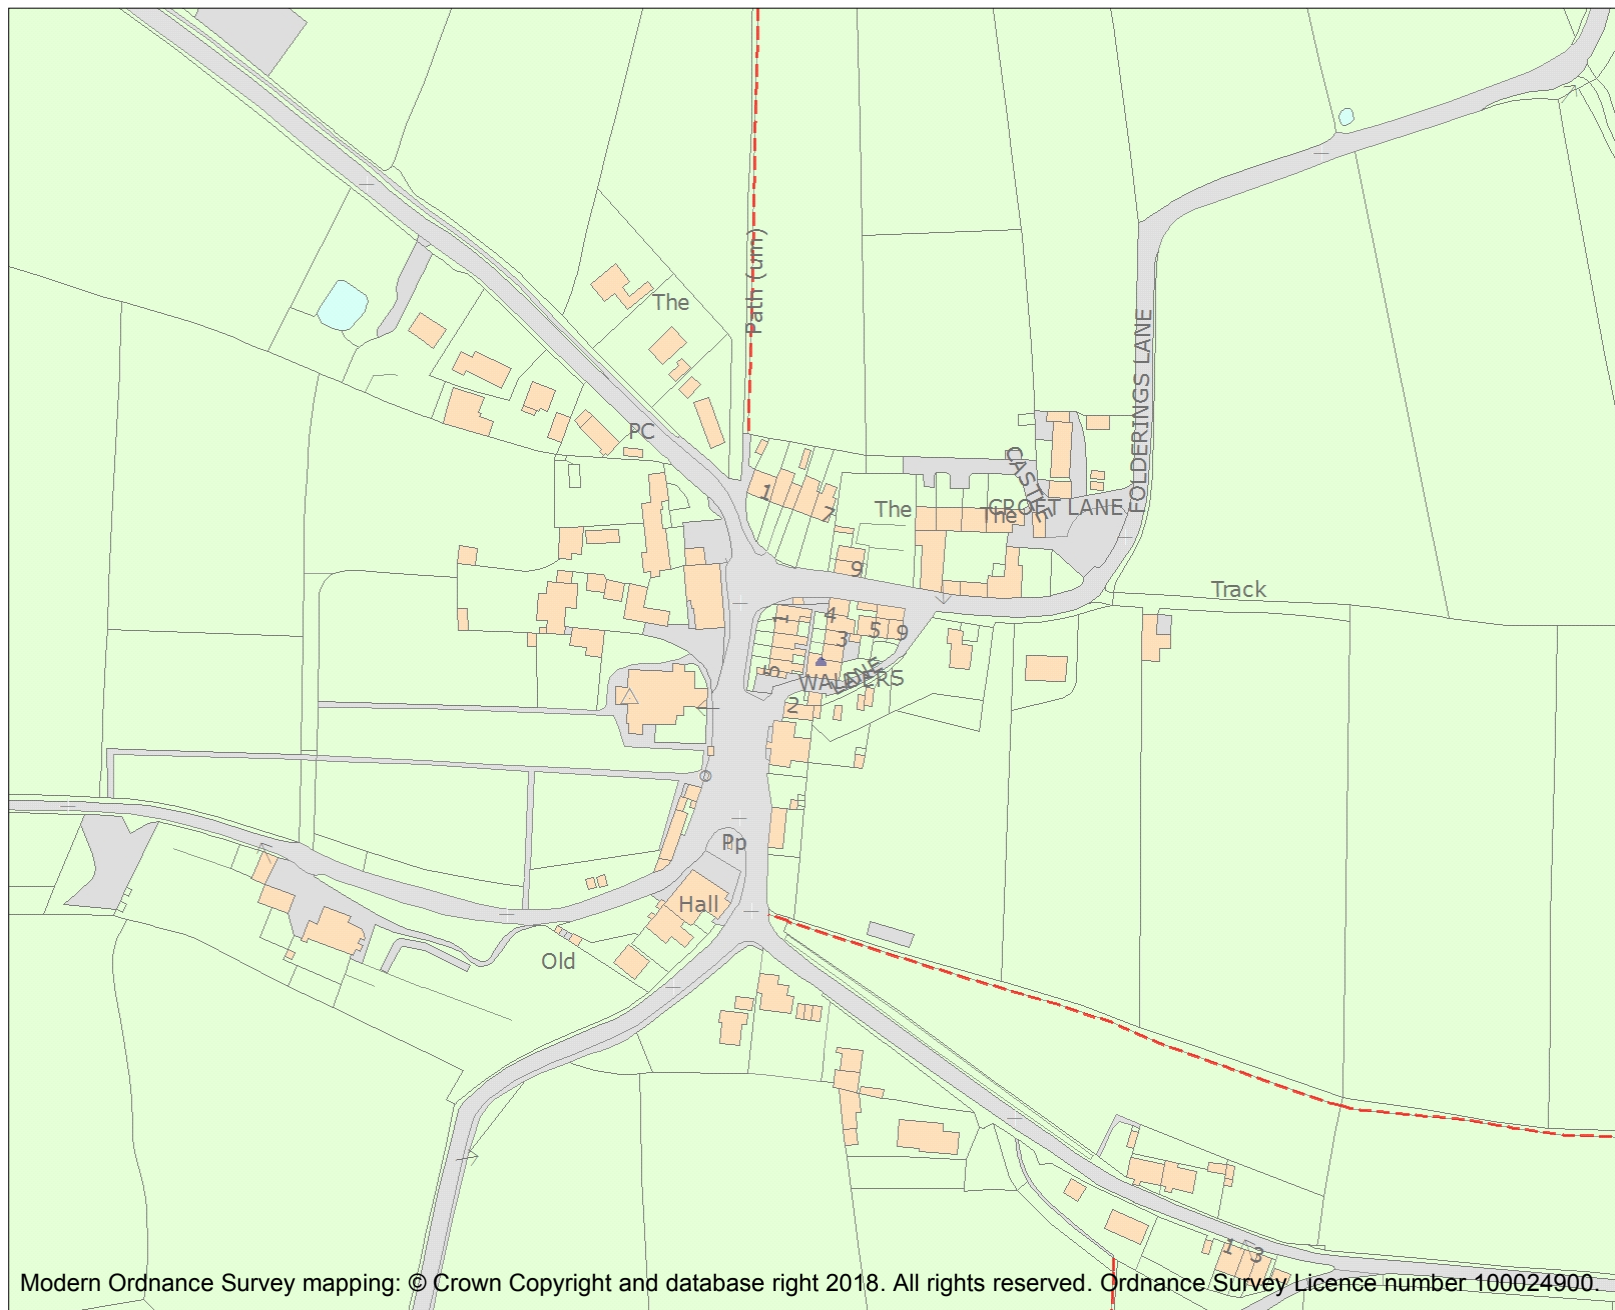 Path (um)
The
PC
FOLDERINGS LANE
CASTLE
CROFT LANE
1
7
The
The
9
Track
1
4
3
5
9
5
WALDERS
LANE
2
Pp
Hall
Old
1
3
Modern Ordnance Survey mapping: © Crown Copyright and database right 2018. All rights reserved. Ordnance Survey Licence number 100024900.